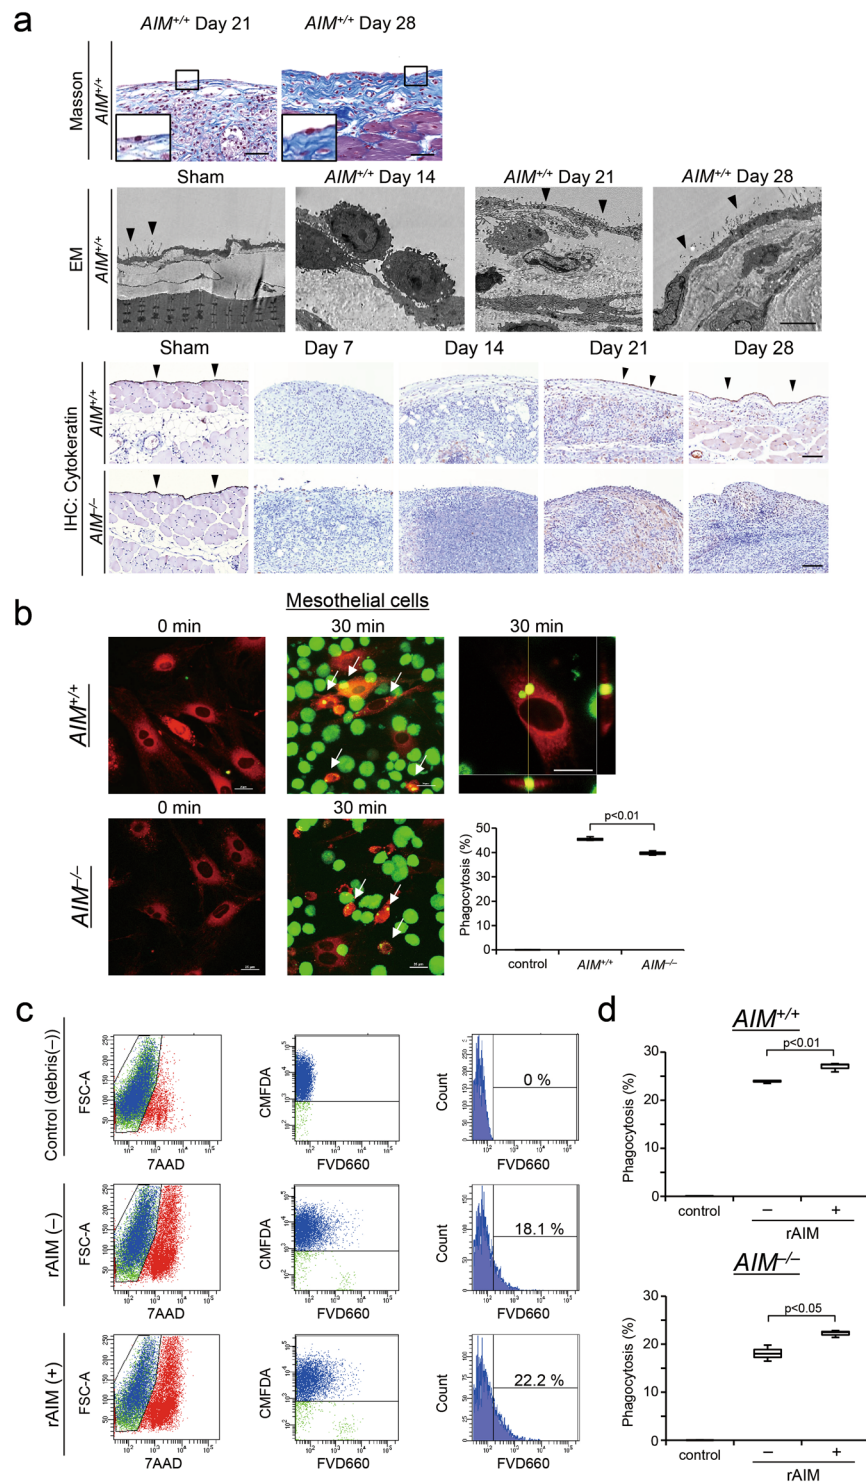 a
AIM+/+ Day 21 AIM+/+ Day 28
Masson
AIM+/+
Sham AIM+/+ Day 14 AIM+/+ Day 21 AIM+/+ Day 28
EM
AIM+/+
Sham Day 7 Day 14 Day 21 Day 28
IHC: Cytokeratin
AIM+/+
AIM–/–
b
Mesothelial cells
0 min 30 min 30 min
AIM+/+
0 min 30 min
AIM–/–
Phagocytosis (%)
50
40
30
20
10
0
p<0.01
control AIM+/+ AIM–/–
c
Control (debris(–))
FSC-A
7AAD
CMFDA
FVD660
Count
0 %
FVD660
rAIM (–)
FSC-A
7AAD
CMFDA
FVD660
Count
18.1 %
FVD660
rAIM (+)
FSC-A
7AAD
CMFDA
FVD660
Count
22.2 %
FVD660
d
AIM+/+
Phagocytosis (%)
30
20
10
0
p<0.01
control – +
rAIM
AIM–/–
Phagocytosis (%)
30
20
10
0
p<0.05
control – +
rAIM